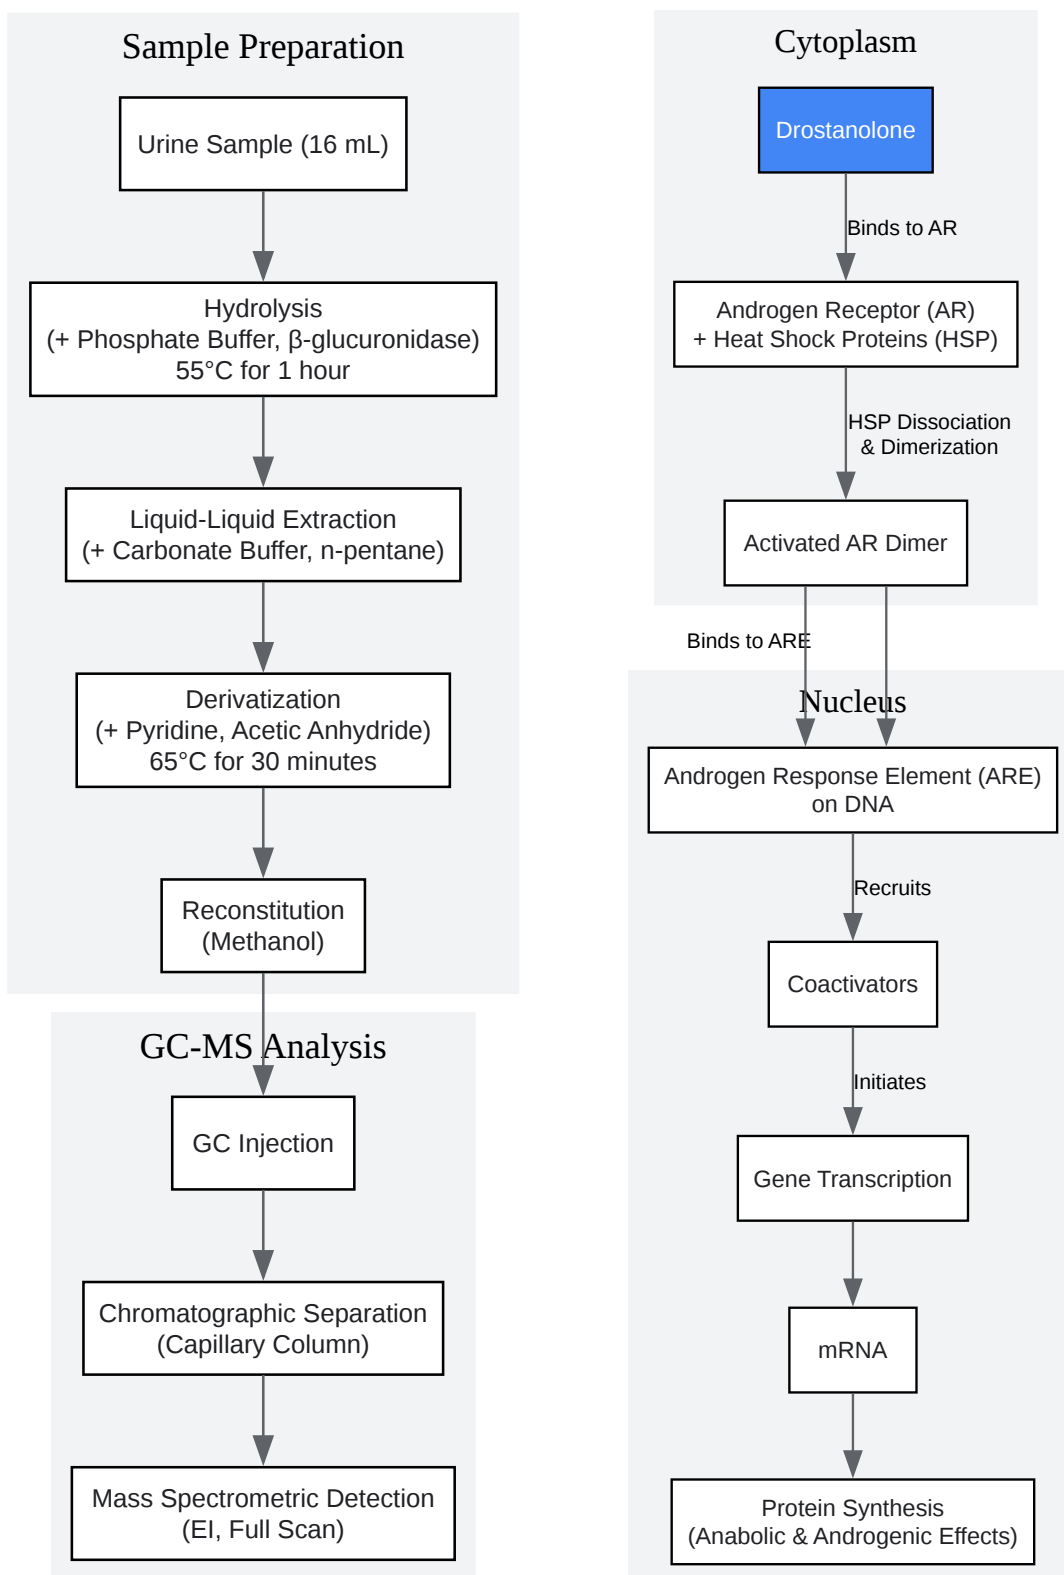 Sample Preparation
Urine Sample (16 mL)
Hydrolysis
(+ Phosphate Buffer, β-glucuronidase)
55°C for 1 hour
Liquid-Liquid Extraction
(+ Carbonate Buffer, n-pentane)
Derivatization
(+ Pyridine, Acetic Anhydride)
65°C for 30 minutes
Reconstitution
(Methanol)
GC-MS Analysis
GC Injection
Chromatographic Separation
(Capillary Column)
Mass Spectrometric Detection
(EI, Full Scan)
Cytoplasm
Drostanolone
Binds to AR
Androgen Receptor (AR)
+ Heat Shock Proteins (HSP)
HSP Dissociation
& Dimerization
Activated AR Dimer
Binds to ARE
Nucleus
Androgen Response Element (ARE)
on DNA
Recruits
Coactivators
Initiates
Gene Transcription
mRNA
Protein Synthesis
(Anabolic & Androgenic Effects)